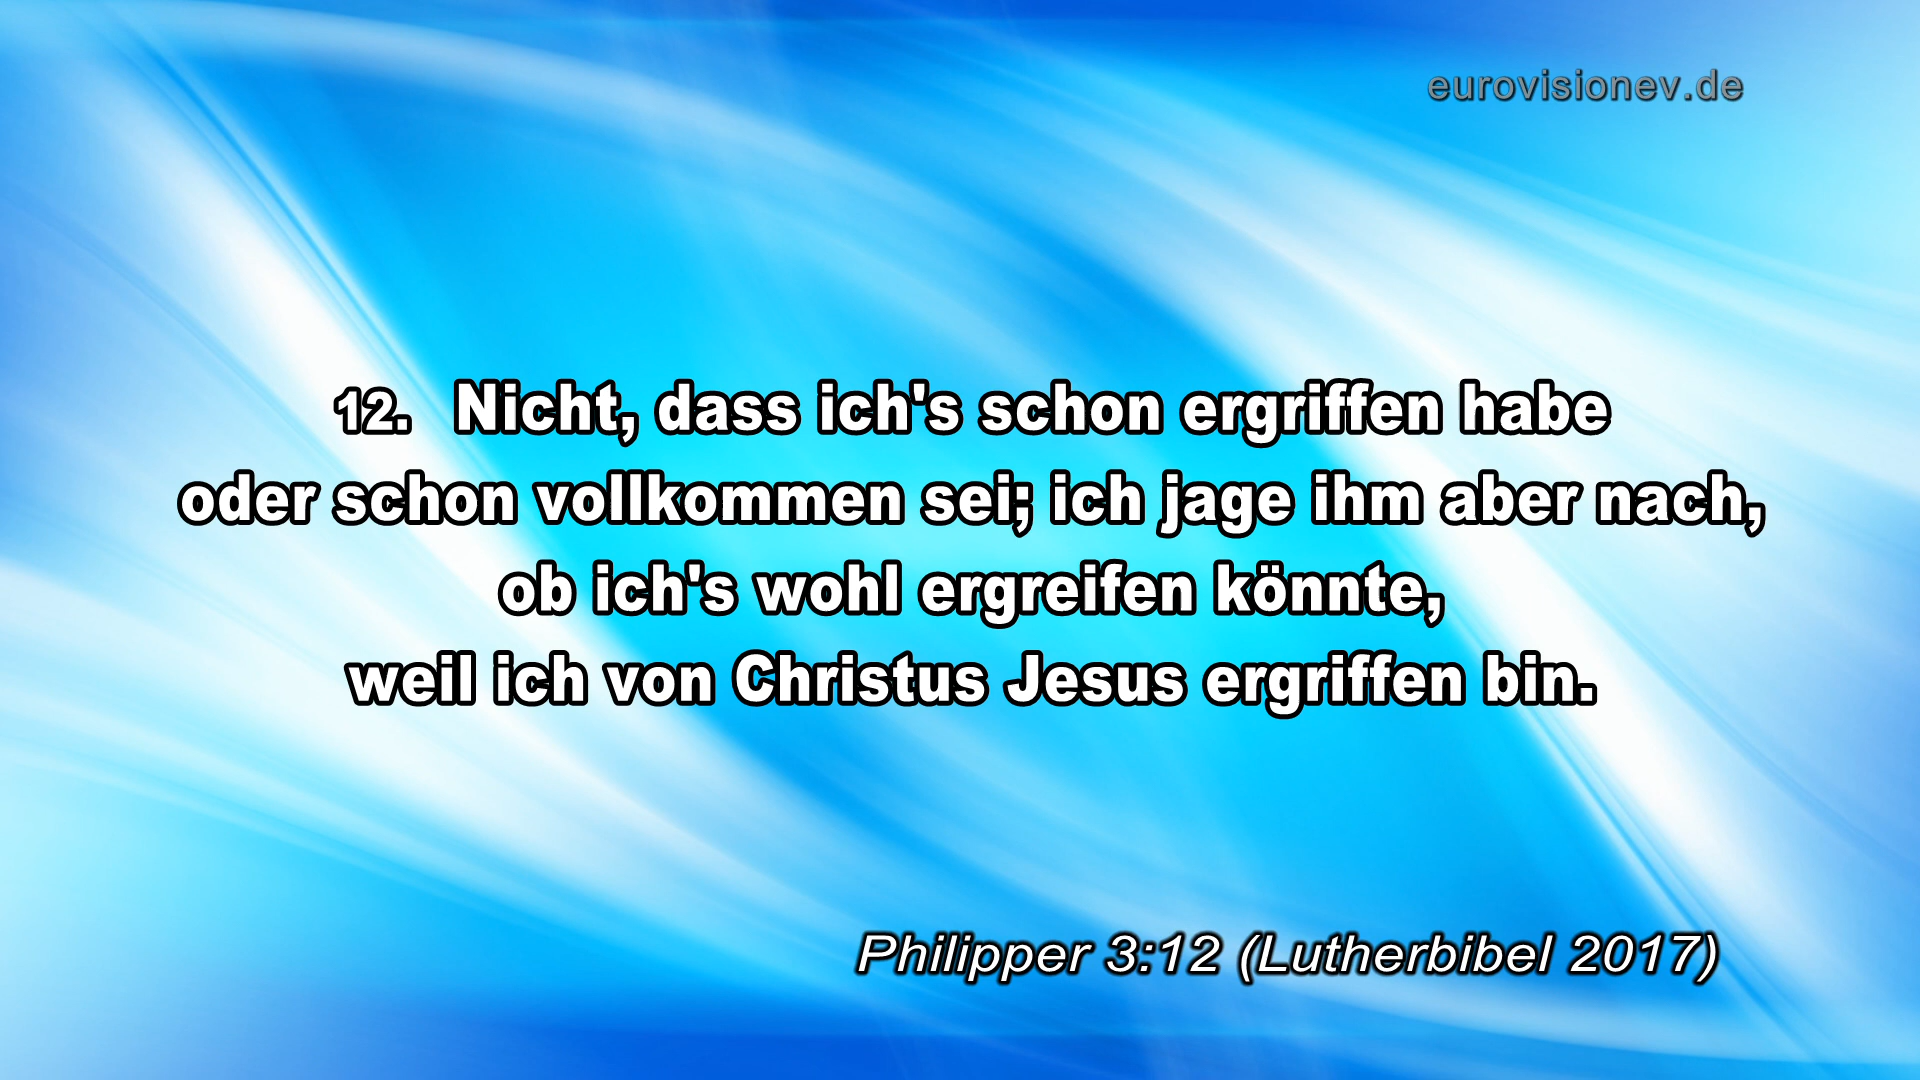 eurovisionev.de
12. Nicht, dass ich's schon ergriffen habe
oder schon vollkommen sei; ich jage ihm aber nach,
ob ich's wohl ergreifen könnte,
weil ich von Christus Jesus ergriffen bin.
Philipper 3:12 (Lutherbibel 2017)